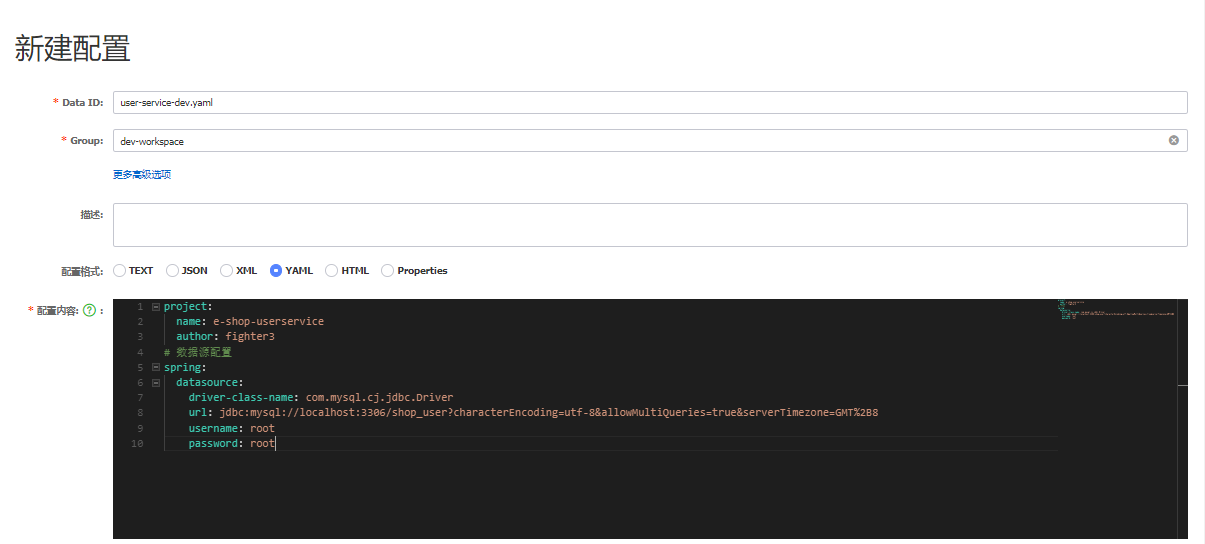 新建配置
* Data ID: user-service-dev.yaml
* Group: dev-workspace
更多高级选项
描述:
配置格式: TEXT JSON XML YAML HTML Properties
* 配置内容: ? :
1 project:
2 name: e-shop-userservice
3 author: fighter3
4 # 数据源配置
5 spring:
6 datasource:
7 driver-class-name: com.mysql.cj.jdbc.Driver
8 url: jdbc:mysql://localhost:3306/shop_user?characterEncoding=utf-8&allowMultiQueries=true&serverTimezone=GMT%2B8
9 username: root
10 password: root